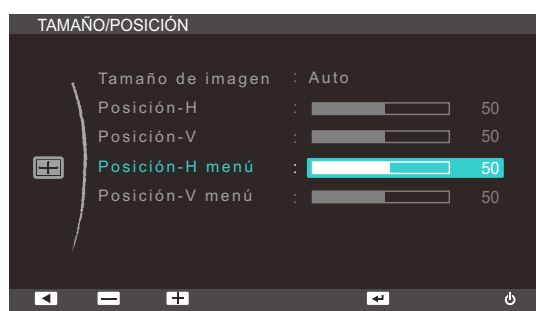 TAMAÑO/POSICIÓN
Tamaño de imagen : Auto
Posición-H : 50
Posición-V : 50
Posición-H menú : 50
Posición-V menú : 50